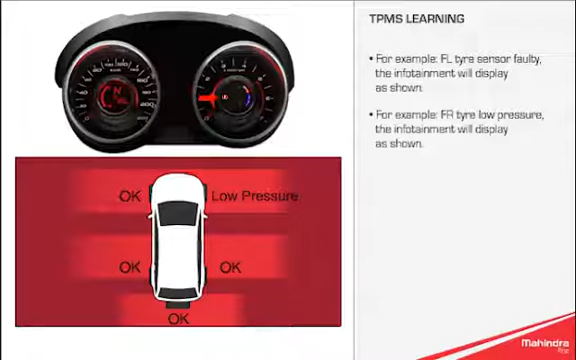 TPMS LEARNING
• For example: FL tyre sensor faulty,
the infotainment will display
as shown.
• For example: FR tyre low pressure,
the infotainment will display
as shown.
OK
Low Pressure
OK
OK
OK
Mahindra
Rise